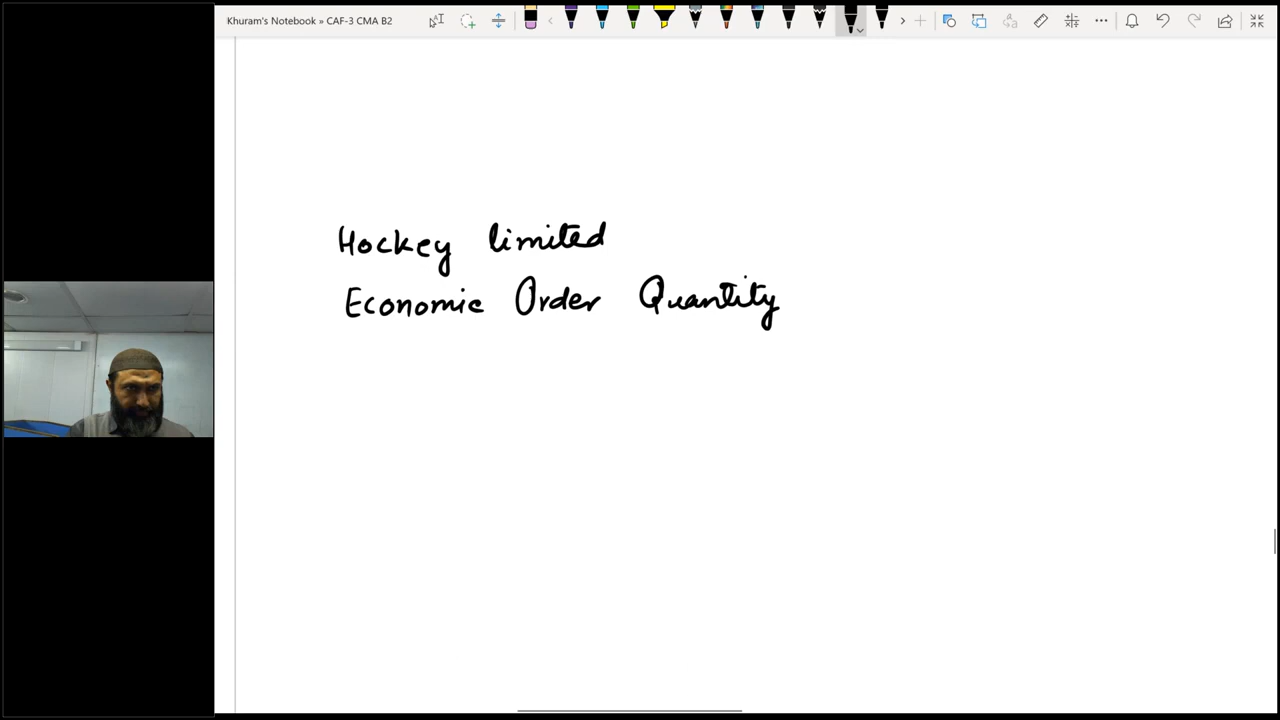 Khuram's Notebook » CAF-3 CMA B2
Hockey limited
Economic Order Quantity